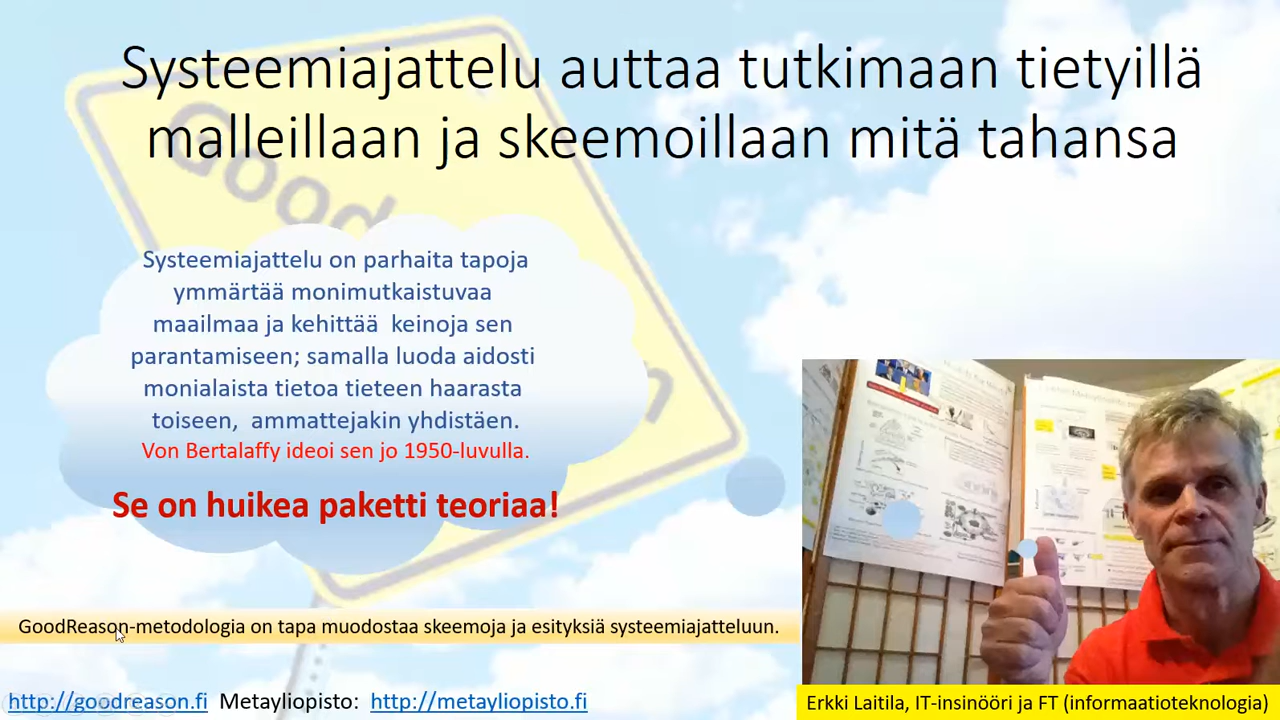 Systeemiajattelu auttaa tutkimaan tietyillä
malleillaan ja skeemoillaan mitä tahansa
Good
Systeemiajattelu on parhaita tapoja
ymmärtää monimutkaistuvaa
maailmaa ja kehittää keinoja sen
parantamiseen; samalla luoda aidosti
monialaista tietoa tieteen haarasta
toiseen, ammattejakin yhdistäen.
Von Bertalaffy ideoi sen jo 1950-luvulla.
Se on huikea paketti teoriaa!
GoodReason-metodologia on tapa muodostaa skeemoja ja esityksiä systeemiajatteluun.
http://goodreason.fi Metayliopisto: http://metayliopisto.fi
Erkki Laitila, IT-insinööri ja FT (informaatioteknologia)